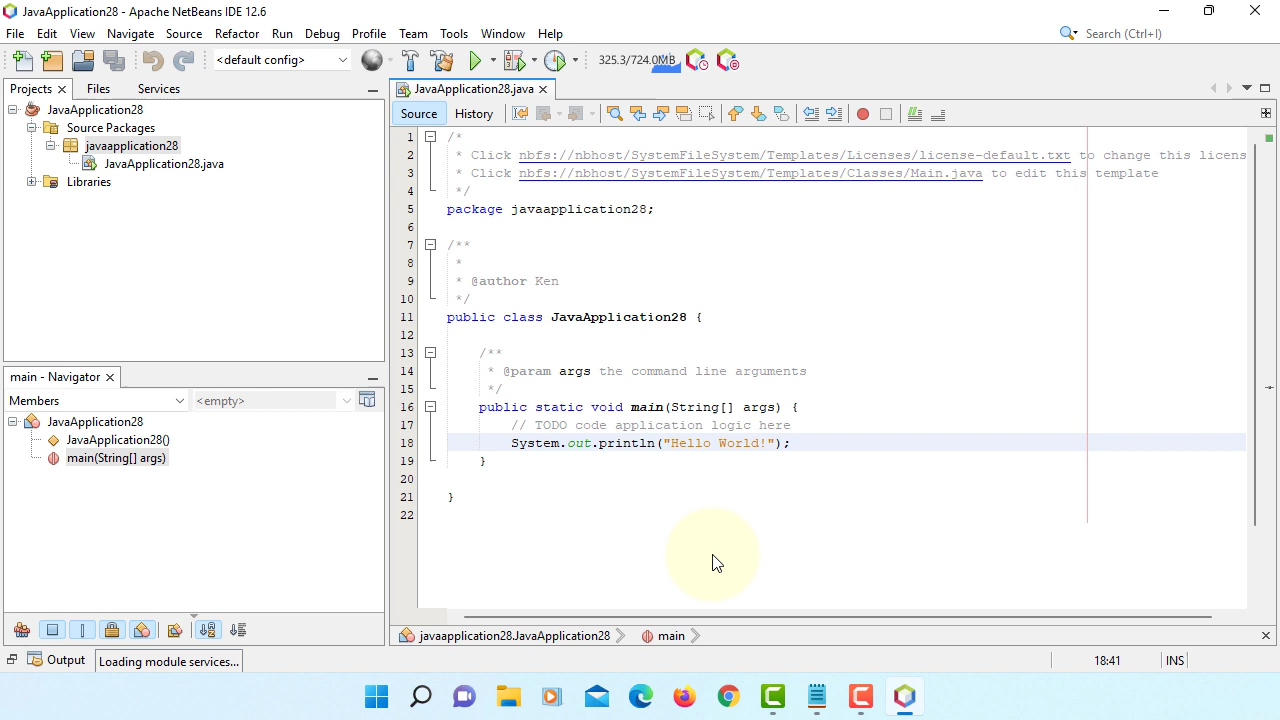 JavaApplication28 - Apache NetBeans IDE 12.6
File Edit View Navigate Source Refactor Run Debug Profile Team Tools Window Help
Search (Ctrl+I)
<default config>
325.3/724.0MB
Projects Files Services
JavaApplication28
Source Packages
javaapplication28
JavaApplication28.java
Libraries
main - Navigator
Members
<empty>
JavaApplication28
JavaApplication28()
main(String[] args)
JavaApplication28.java
Source History
1 /*
2 * Click nbfs://nbhost/SystemFileSystem/Templates/Licenses/license-default.txt to change this licens
3 * Click nbfs://nbhost/SystemFileSystem/Templates/Classes/Main.java to edit this template
4 */
5 package javaapplication28;
6
7 /**
8 *
9 * @author Ken
10 */
11 public class JavaApplication28 {
12
13 /**
14 * @param args the command line arguments
15 */
16 public static void main(String[] args) {
17 // TODO code application logic here
18 System.out.println("Hello World!");
19 }
20
21 }
22
javaapplication28.JavaApplication28 main
Output Loading module services...
18:41 INS